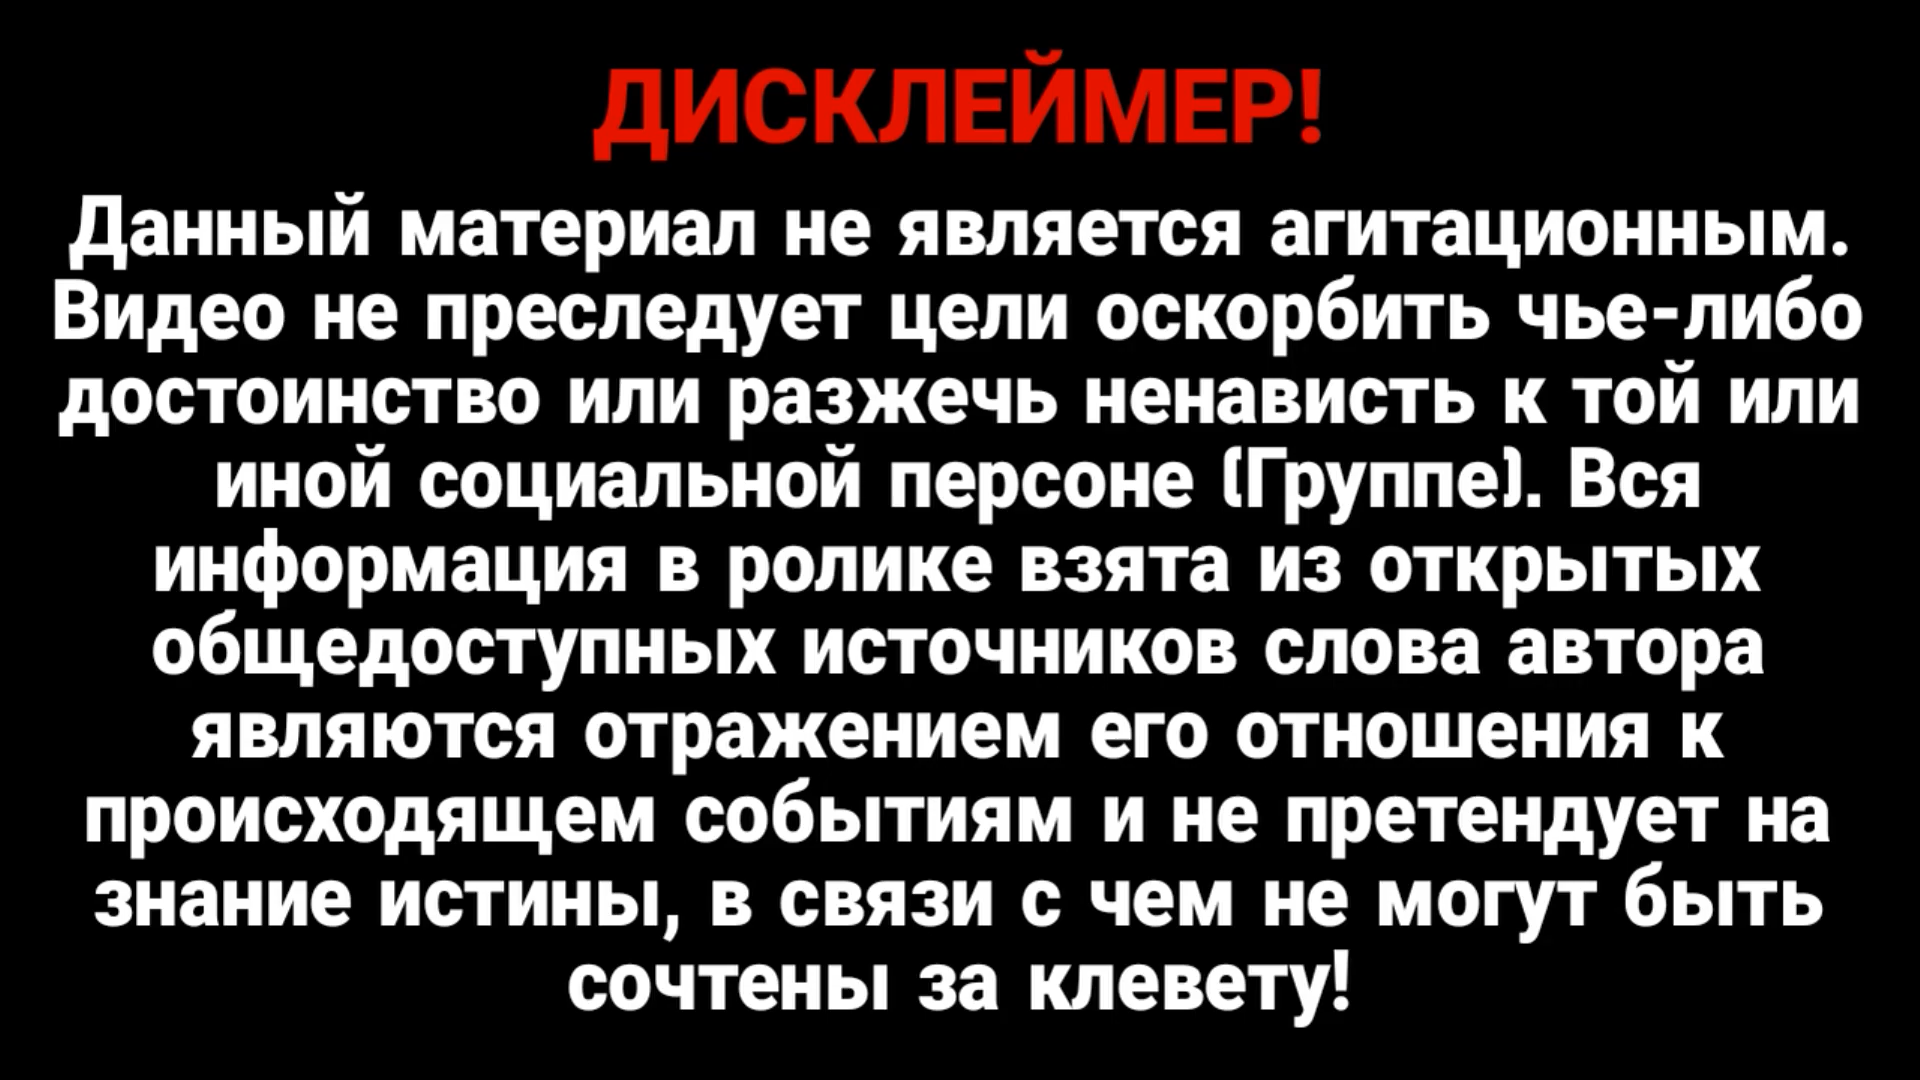 ДИСКЛЕЙМЕР!
Данный материал не является агитационным.
Видео не преследует цели оскорбить чье-либо
достоинство или разжечь ненависть к той или
иной социальной персоне (Группе). Вся
информация в ролике взята из открытых
общедоступных источников слова автора
являются отражением его отношения к
происходящем событиям и не претендует на
знание истины, в связи с чем не могут быть
сочтены за клевету!